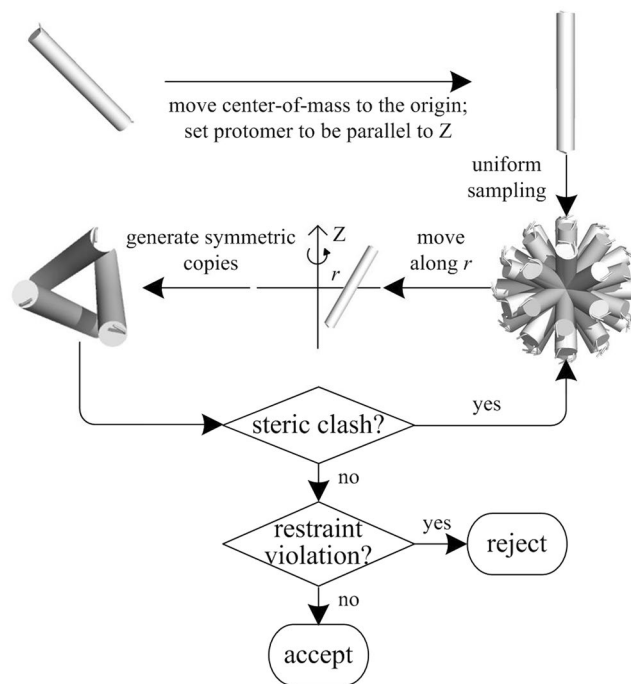 move center-of-mass to the origin;
set protomer to be parallel to Z
uniform
sampling
generate symmetric
copies
Z
r
move
along r
steric clash?
yes
no
restraint
violation?
yes
reject
no
accept